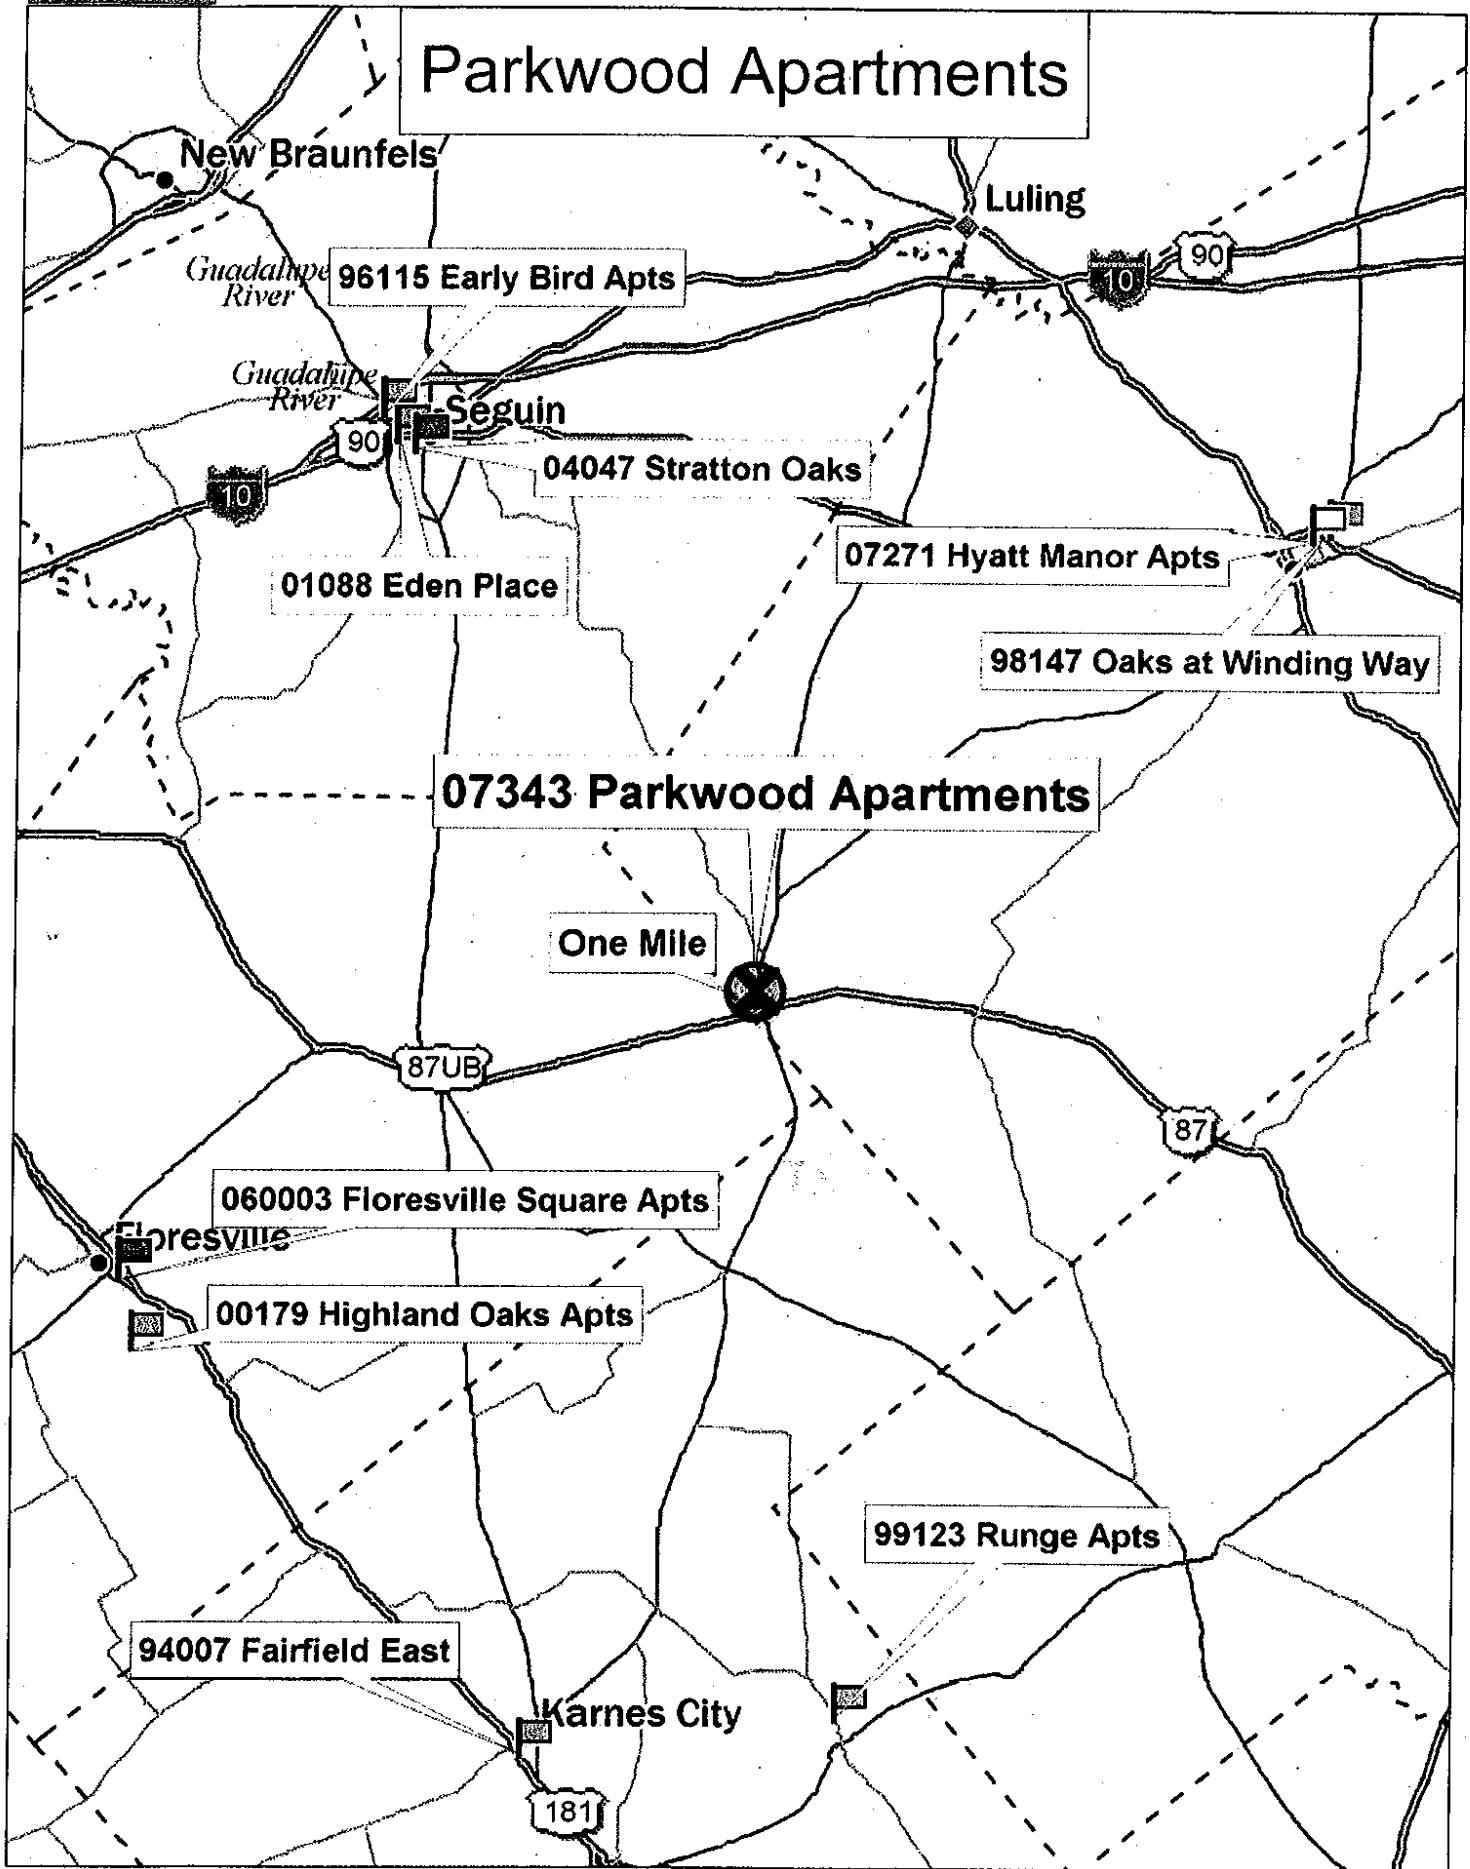 Parkwood Apartments
New Braunfels
Luling
90
10
Guadalupe
River
96115 Early Bird Apts
Guadalupe
River
Seguin
90
04047 Stratton Oaks
10
07271 Hyatt Manor Apts
01088 Eden Place
98147 Oaks at Winding Way
07343 Parkwood Apartments
One Mile
87UB
87
060003 Floresville Square Apts
Floresville
00179 Highland Oaks Apts
99123 Runge Apts
94007 Fairfield East
Karnes City
181